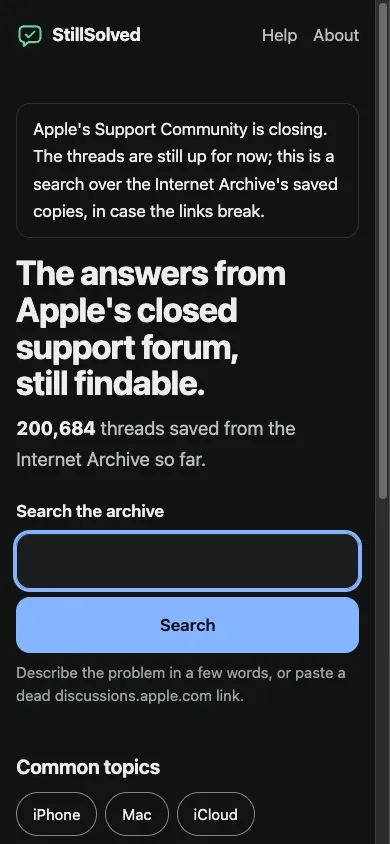 StillSolved
Help
About
Apple's Support Community is closing.
The threads are still up for now; this is a
search over the Internet Archive's saved
copies, in case the links break.
The answers from
Apple's closed
support forum,
still findable.
200,684 threads saved from the
Internet Archive so far.
Search the archive
Search
Describe the problem in a few words, or paste a
dead discussions.apple.com link.
Common topics
iPhone
Mac
iCloud